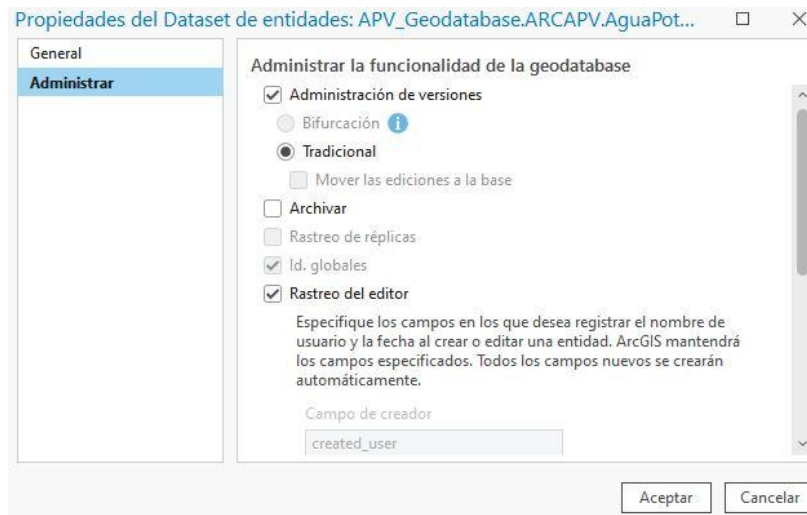 Propiedades del Dataset de entidades: APV_Geodatabase.ARCAPV.AguaPot...
General
Administrar
Administrar la funcionalidad de la geodatabase
Administración de versiones
Bifurcación
Tradicional
Mover las ediciones a la base
Archivar
Rastreo de réplicas
Id. globales
Rastreo del editor
Especifique los campos en los que desea registrar el nombre de
usuario y la fecha al crear o editar una entidad. ArcGIS mantendrá
los campos especificados. Todos los campos nuevos se crearán
automáticamente.
Campo de creador
created_user
Aceptar
Cancelar